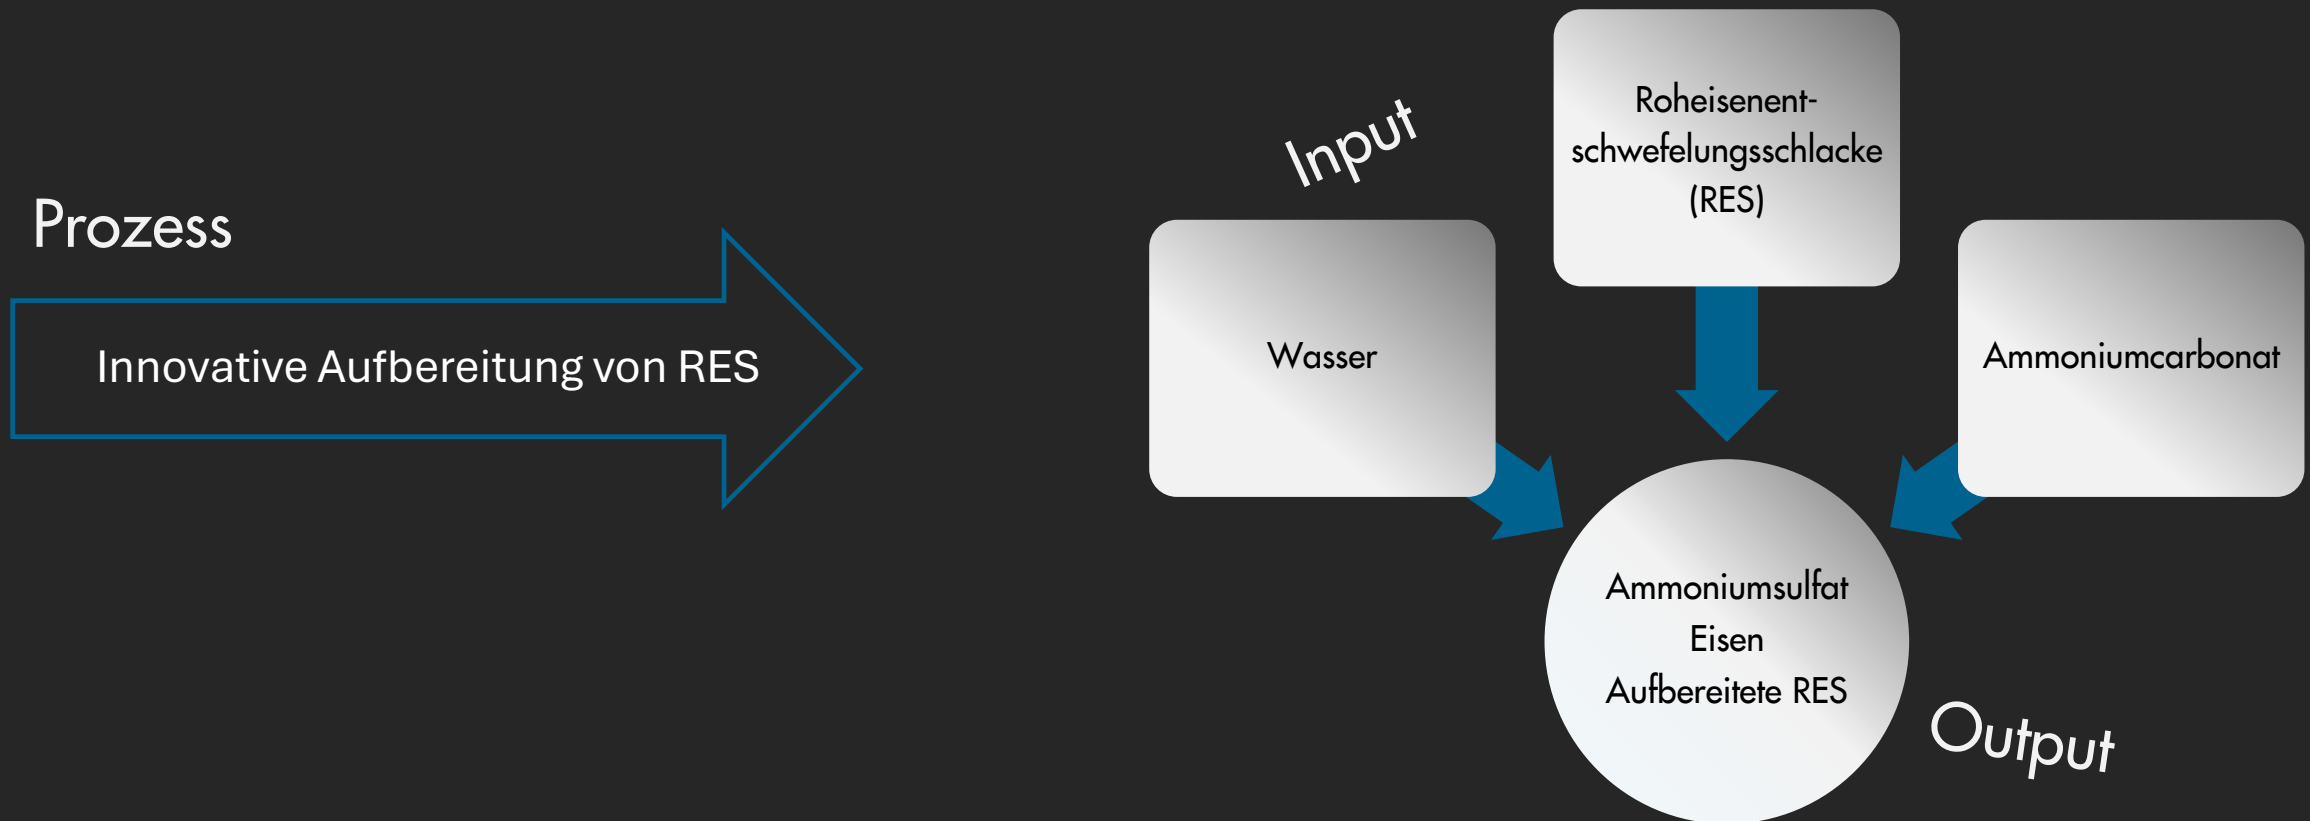 Prozess
Innovative Aufbereitung von RES
Input
Roheisenent-
schwefelungsschlacke
(RES)
Wasser
Ammoniumcarbonat
Ammoniumsulfat
Eisen
Aufbereitete RES
Output